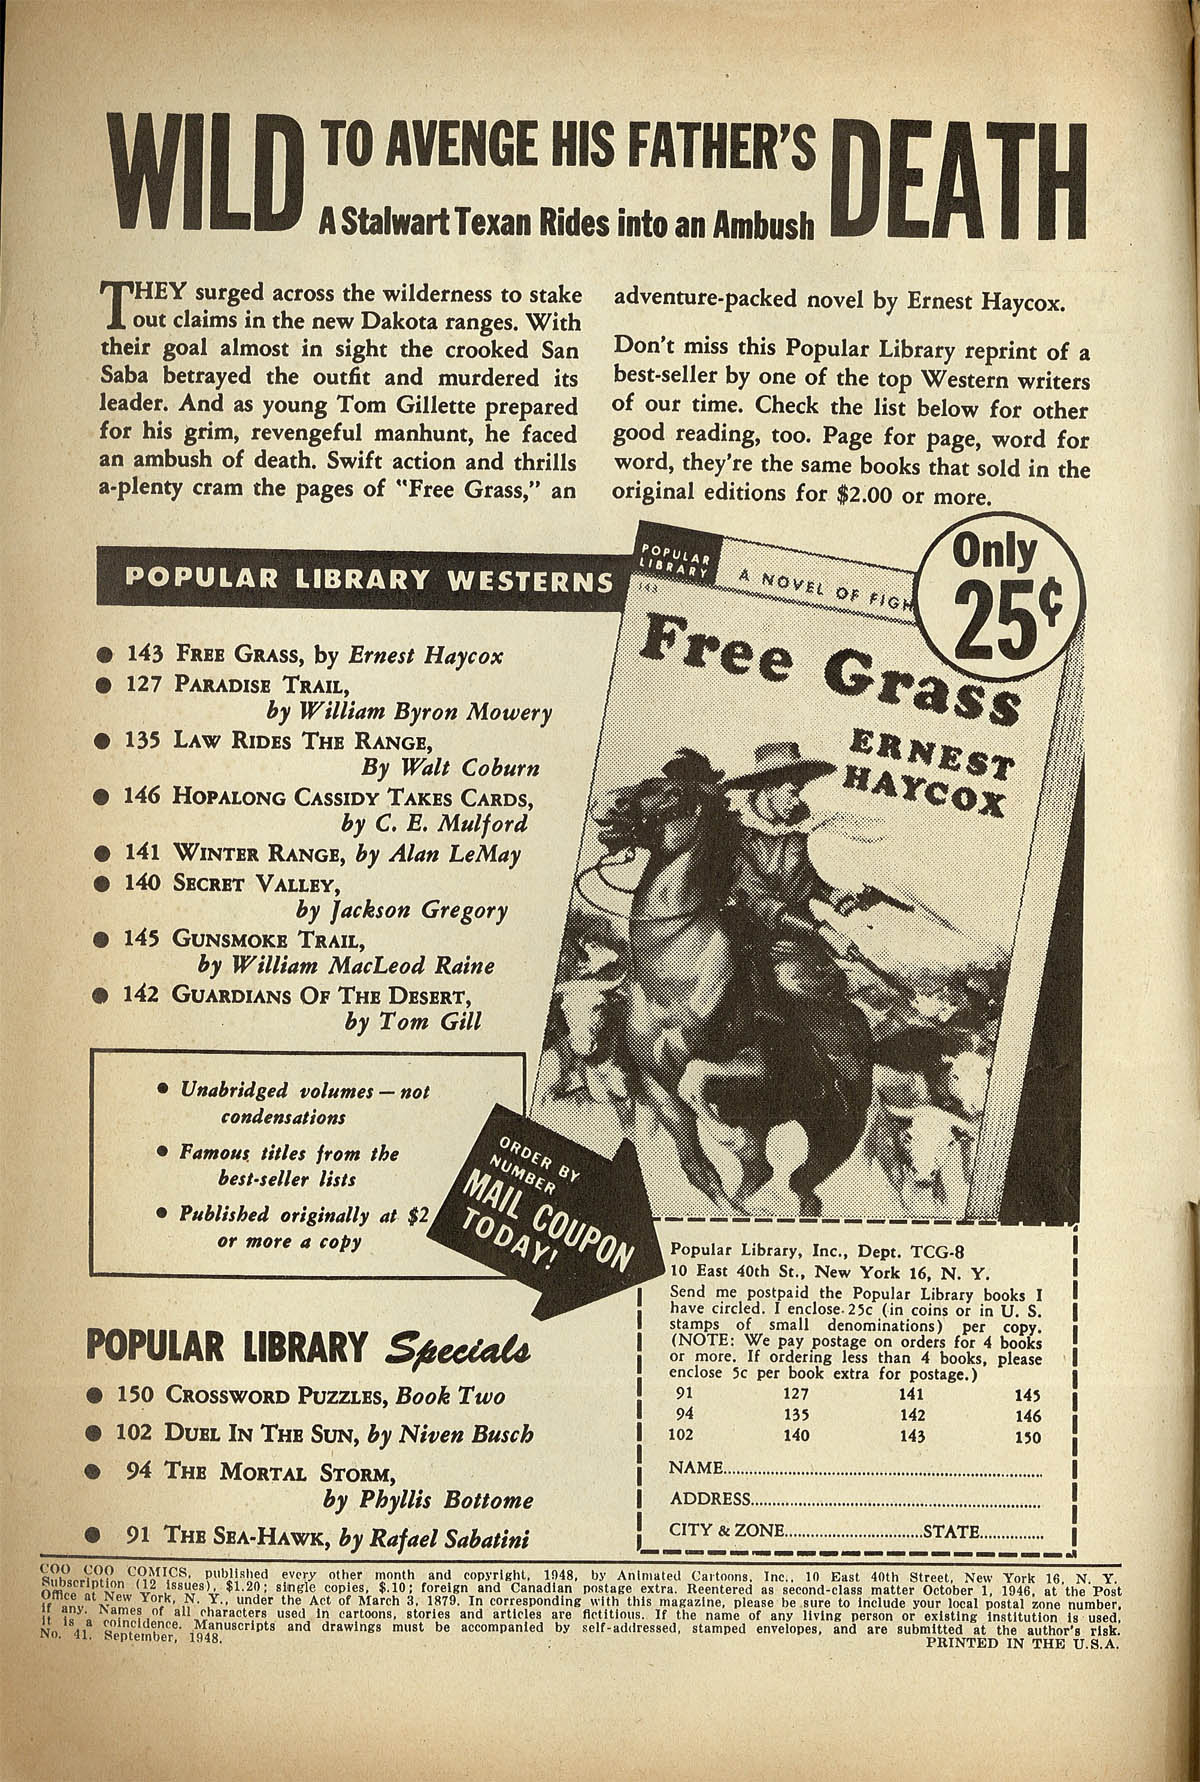 WILD TO AVENGE HIS FATHER'S DEATH
A Stalwart Texan Rides into an Ambush
THEY surged across the wilderness to stake
out claims in the new Dakota ranges. With
their goal almost in sight the crooked San
Saba betrayed the outfit and murdered its
leader. And as young Tom Gillette prepared
for his grim, revengeful manhunt, he faced
an ambush of death. Swift action and thrills
a-plenty cram the pages of "Free Grass," an
adventure-packed novel by Ernest Haycox.
Don't miss this Popular Library reprint of a
best-seller by one of the top Western writers
of our time. Check the list below for other
good reading, too. Page for page, word for
word, they're the same books that sold in the
original editions for $2.00 or more.
POPULAR LIBRARY WESTERNS
● 143 FREE GRASS, by Ernest Haycox
● 127 PARADISE TRAIL,
by William Byron Mowery
● 135 LAW RIDES THE RANGE,
By Walt Coburn
● 146 HOPALONG CASSIDY TAKES CARDS,
by C. E. Mulford
● 141 WINTER RANGE, by Alan LeMay
● 140 SECRET VALLEY,
by Jackson Gregory
● 145 GUNSMOKE TRAIL,
by William MacLeod Raine
● 142 GUARDIANS OF THE DESERT,
by Tom Gill
POPULAR
LIBRARY
143
A NOVEL OF FIGH
Only
25¢
Free Grass
ERNEST
HAYCOX
● Unabridged volumes — not
condensations
● Famous titles from the
best-seller lists
● Published originally at $2
or more a copy
ORDER BY
NUMBER
MAIL COUPON
TODAY!
POPULAR LIBRARY Specials
● 150 CROSSWORD PUZZLES, Book Two
● 102 DUEL IN THE SUN, by Niven Busch
● 94 THE MORTAL STORM,
by Phyllis Bottome
● 91 THE SEA-HAWK, by Rafael Sabatini
Popular Library, Inc., Dept. TCG-8
10 East 40th St., New York 16, N. Y.
Send me postpaid the Popular Library books I
have circled. I enclose 25c (in coins or in U. S.
stamps of small denominations) per copy.
(NOTE: We pay postage on orders for 4 books
or more. If ordering less than 4 books, please
enclose 5c per book extra for postage.)
91 127 141 145
94 135 142 146
102 140 143 150
NAME
ADDRESS
CITY & ZONE STATE
COO COO COMICS, published every other month and copyright, 1948, by Animated Cartoons, Inc., 10 East 40th Street, New York 16, N. Y.
Subscription (12 issues), $1.20; single copies, $.10; foreign and Canadian postage extra. Reentered as second-class matter October 1, 1946, at the Post
Office at New York, N. Y., under the Act of March 3, 1879. In corresponding with this magazine, please be sure to include your local postal zone number,
if any. Names of all characters used in cartoons, stories and articles are fictitious. If the name of any living person or existing institution is used,
it is a coincidence. Manuscripts and drawings must be accompanied by self-addressed, stamped envelopes, and are submitted at the author's risk.
No. 41, September, 1948. PRINTED IN THE U.S.A.